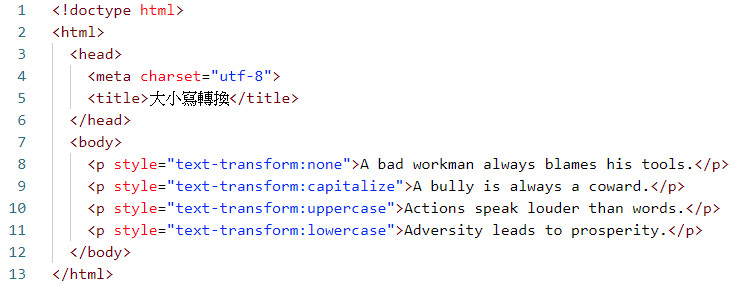 1 <!doctype html>
2 <html>
3   <head>
4     <meta charset="utf-8">
5     <title>大小寫轉換</title>
6   </head>
7   <body>
8     <p style="text-transform:none">A bad workman always blames his tools.</p>
9     <p style="text-transform:capitalize">A bully is always a coward.</p>
10     <p style="text-transform:uppercase">Actions speak louder than words.</p>
11     <p style="text-transform:lowercase">Adversity leads to prosperity.</p>
12   </body>
13 </html>